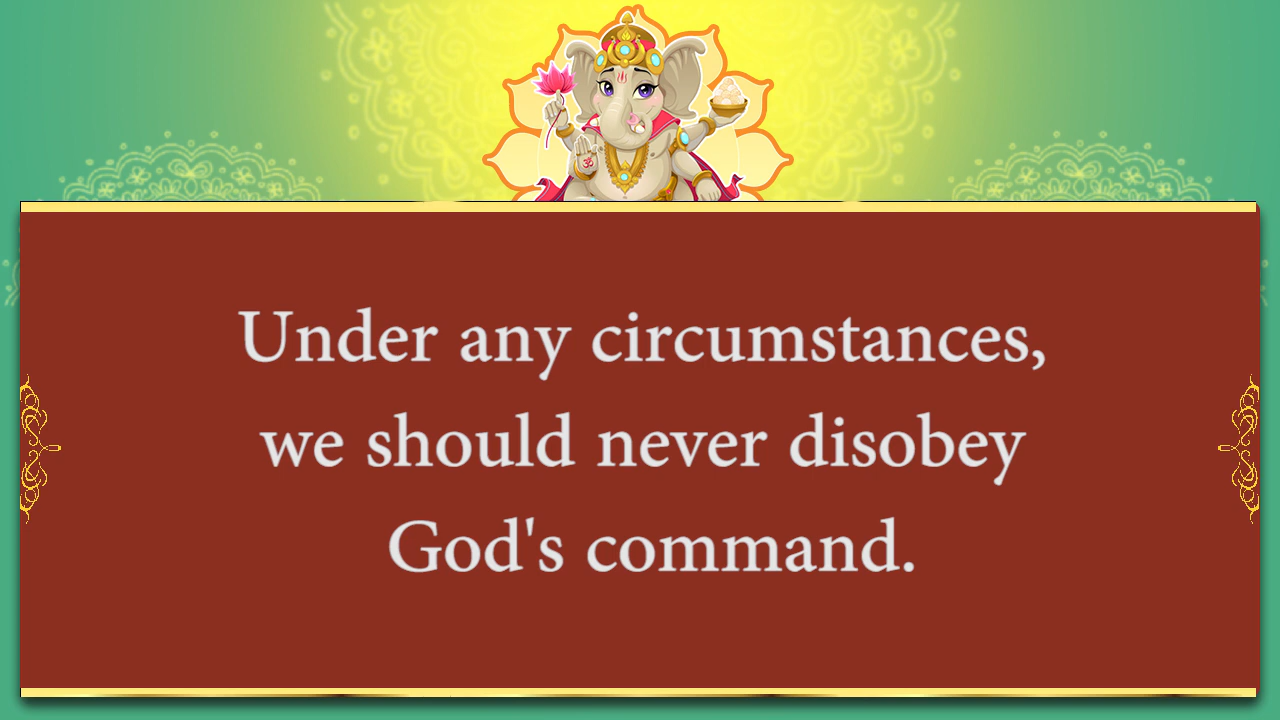 ॐ
Under any circumstances,
we should never disobey
God's command.